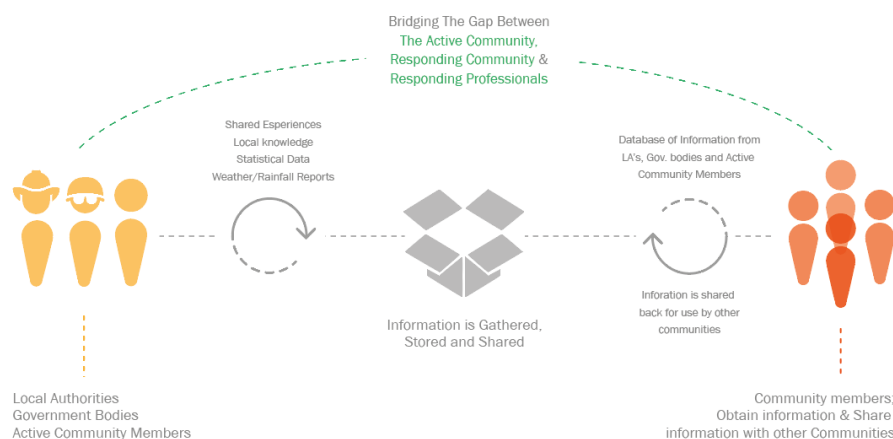 Bridging The Gap Between
The Active Community,
Responding Community &
Responding Professionals
Shared Esperiences
Local knowledge
Statistical Data
Weather/Rainfall Reports
Database of Information from
LA's, Gov. bodies and Active
Community Members
Information is Gathered,
Stored and Shared
Inforation is shared
back for use by other
communities
Local Authorities
Government Bodies
Active Community Members
Community members;
Obtain information & Share
information with other Communities